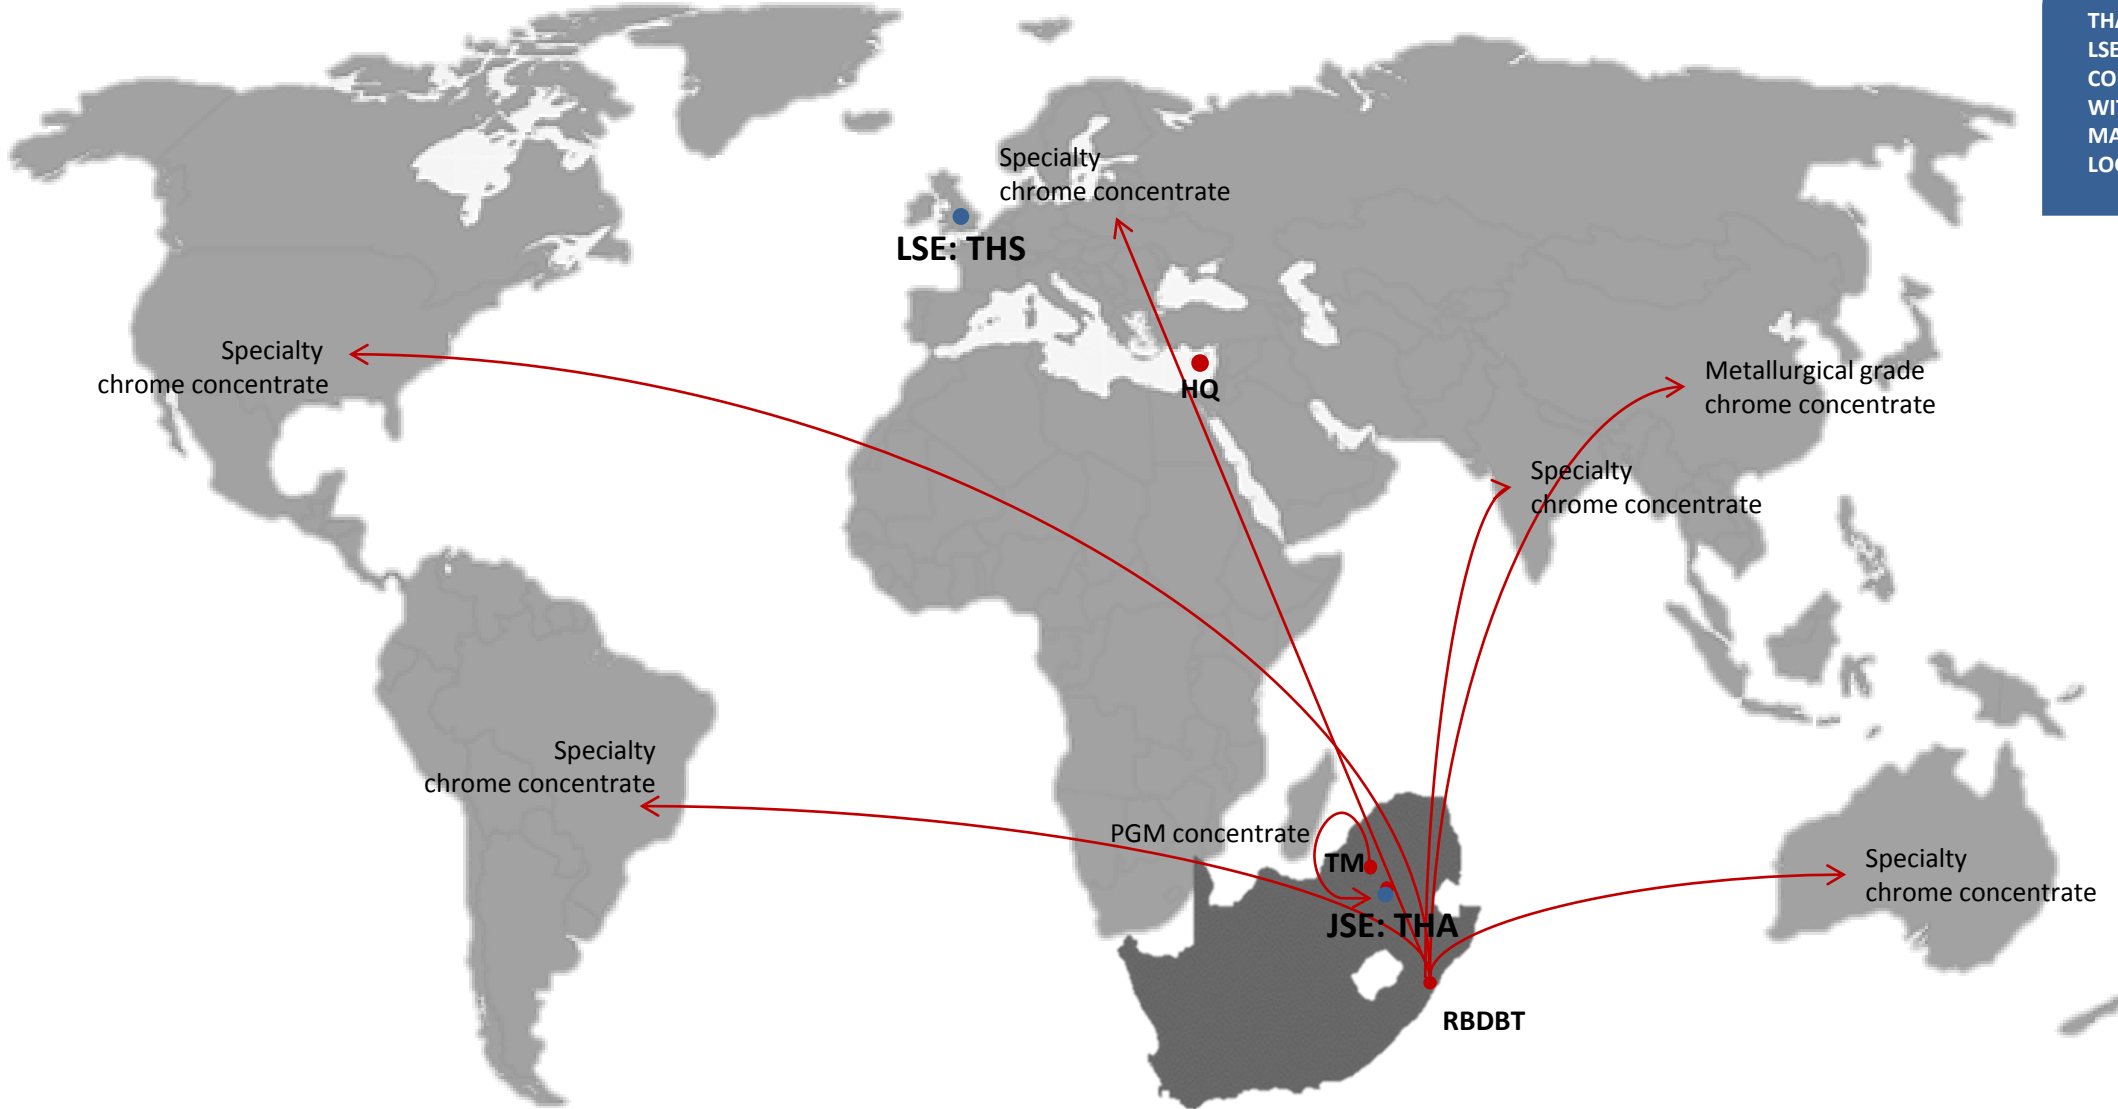 Specialty
chrome concentrate
LSE: THS
Specialty
chrome concentrate
HQ
Metallurgical grade
chrome concentrate
Specialty
chrome concentrate
Specialty
chrome concentrate
PGM concentrate
TM
JSE: THA
Specialty
chrome concentrate
RBDBT